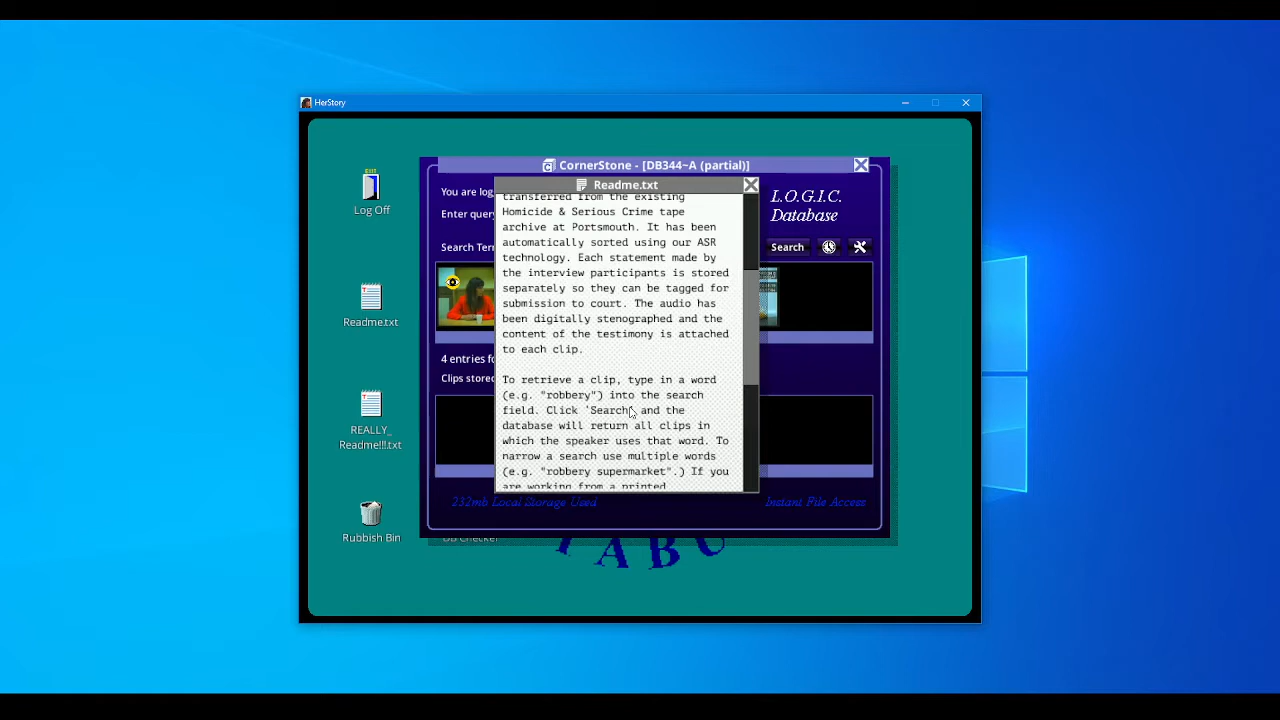 HerStory
CornerStone - [DB344~A (partial)]
You are log
Readme.txt
L.O.G.I.C.
Database
Enter query
Log Off
Search Ter
Search
transferred from the existing
Homicide & Serious Crime tape
archive at Portsmouth. It has been
automatically sorted using our ASR
technology. Each statement made by
the interview participants is stored
separately so they can be tagged for
submission to court. The audio has
been digitally stenographed and the
content of the testimony is attached
to each clip.
To retrieve a clip, type in a word
(e.g. "robbery") into the search
field. Click 'Search' and the
database will return all clips in
which the speaker uses that word. To
narrow a search use multiple words
(e.g. "robbery supermarket".) If you
are working from a printed
Readme.txt
4 entries fo
Clips store
REALLY_
Readme!!!.txt
232mb Local Storage Used
Instant File Access
Rubbish Bin
Db Checker
TABU